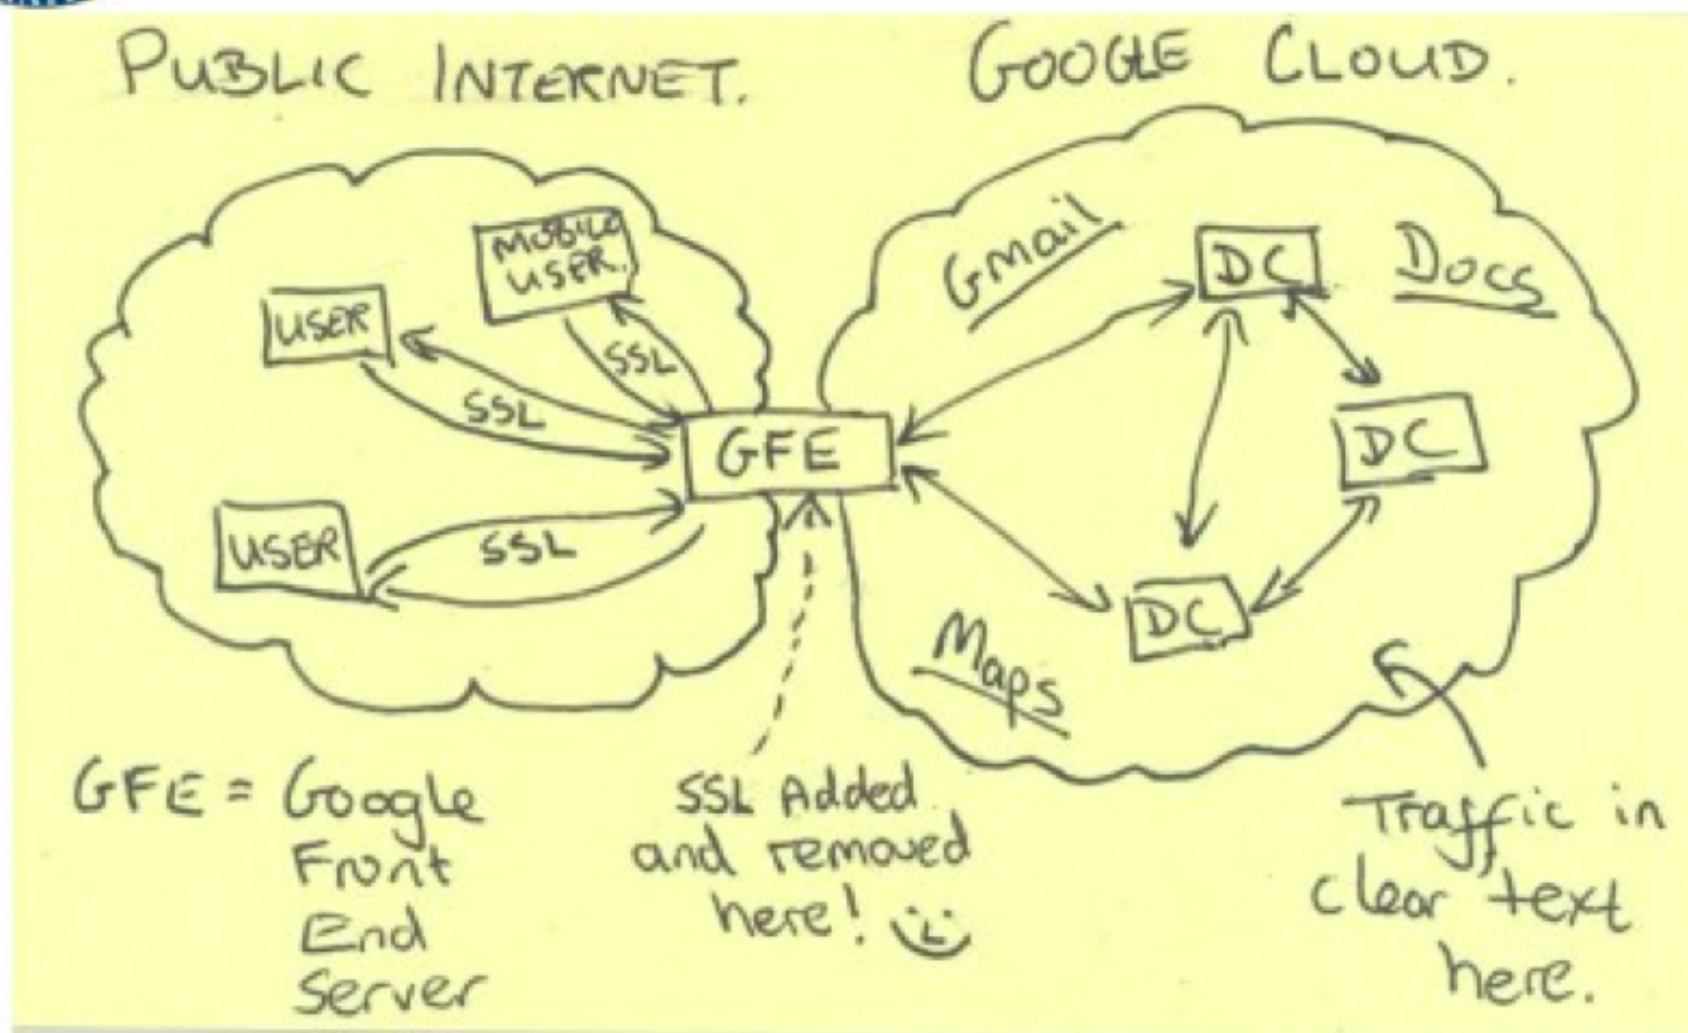 PUBLIC INTERNET.
GOOGLE CLOUD.
MOBILE
USER.
USER
SSL
SSL
USER
SSL
GFE
Gmail
DC
Docs
DC
DC
Maps
GFE = Google
Front
End
Server
SSL Added
and removed
here!
Traffic in
clear text
here.